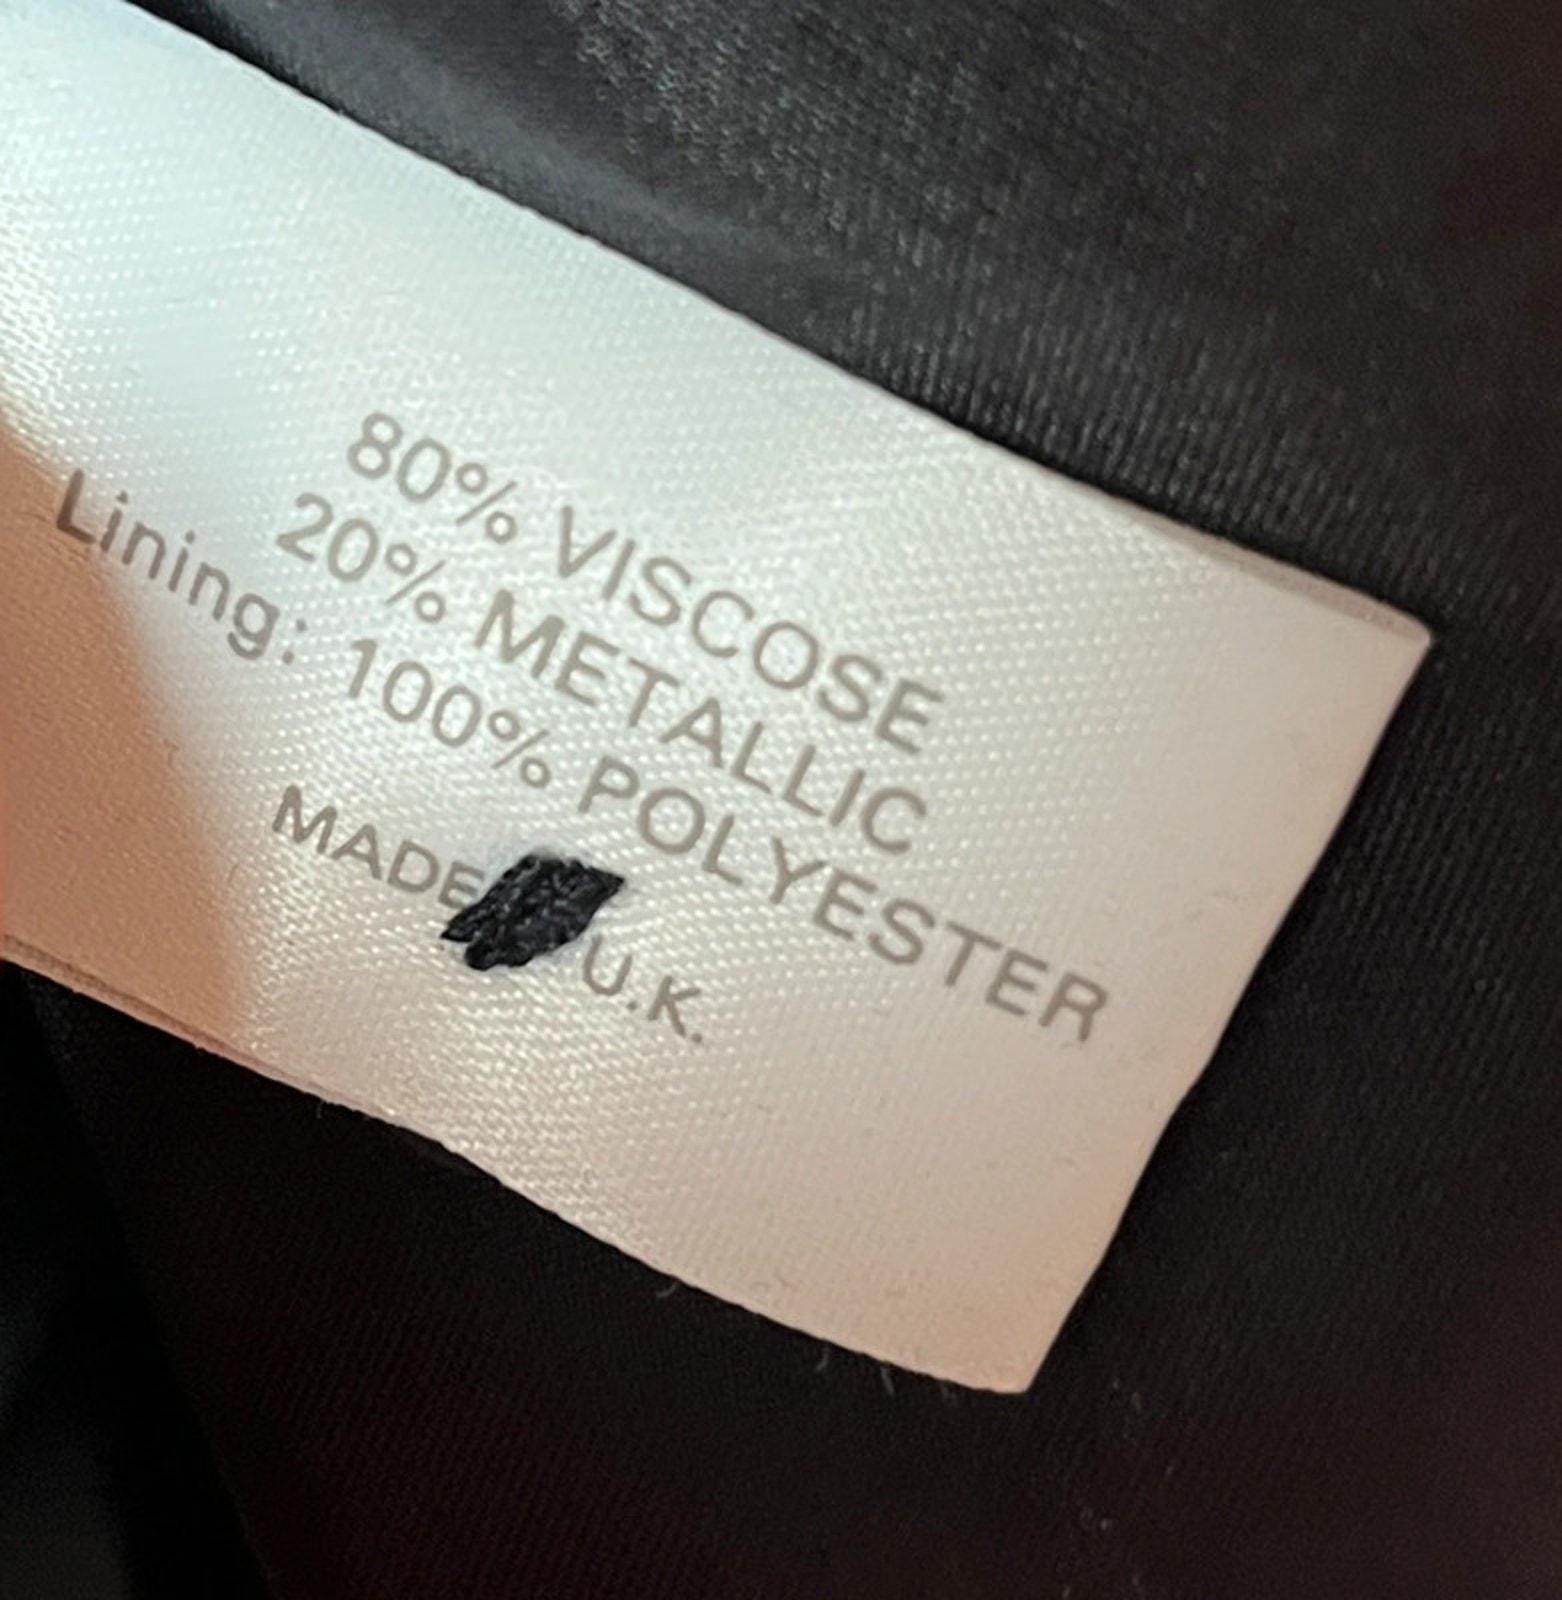 80% VISCOSE
20% METALLIC
Lining: 100% POLYESTER
MADE U.K.